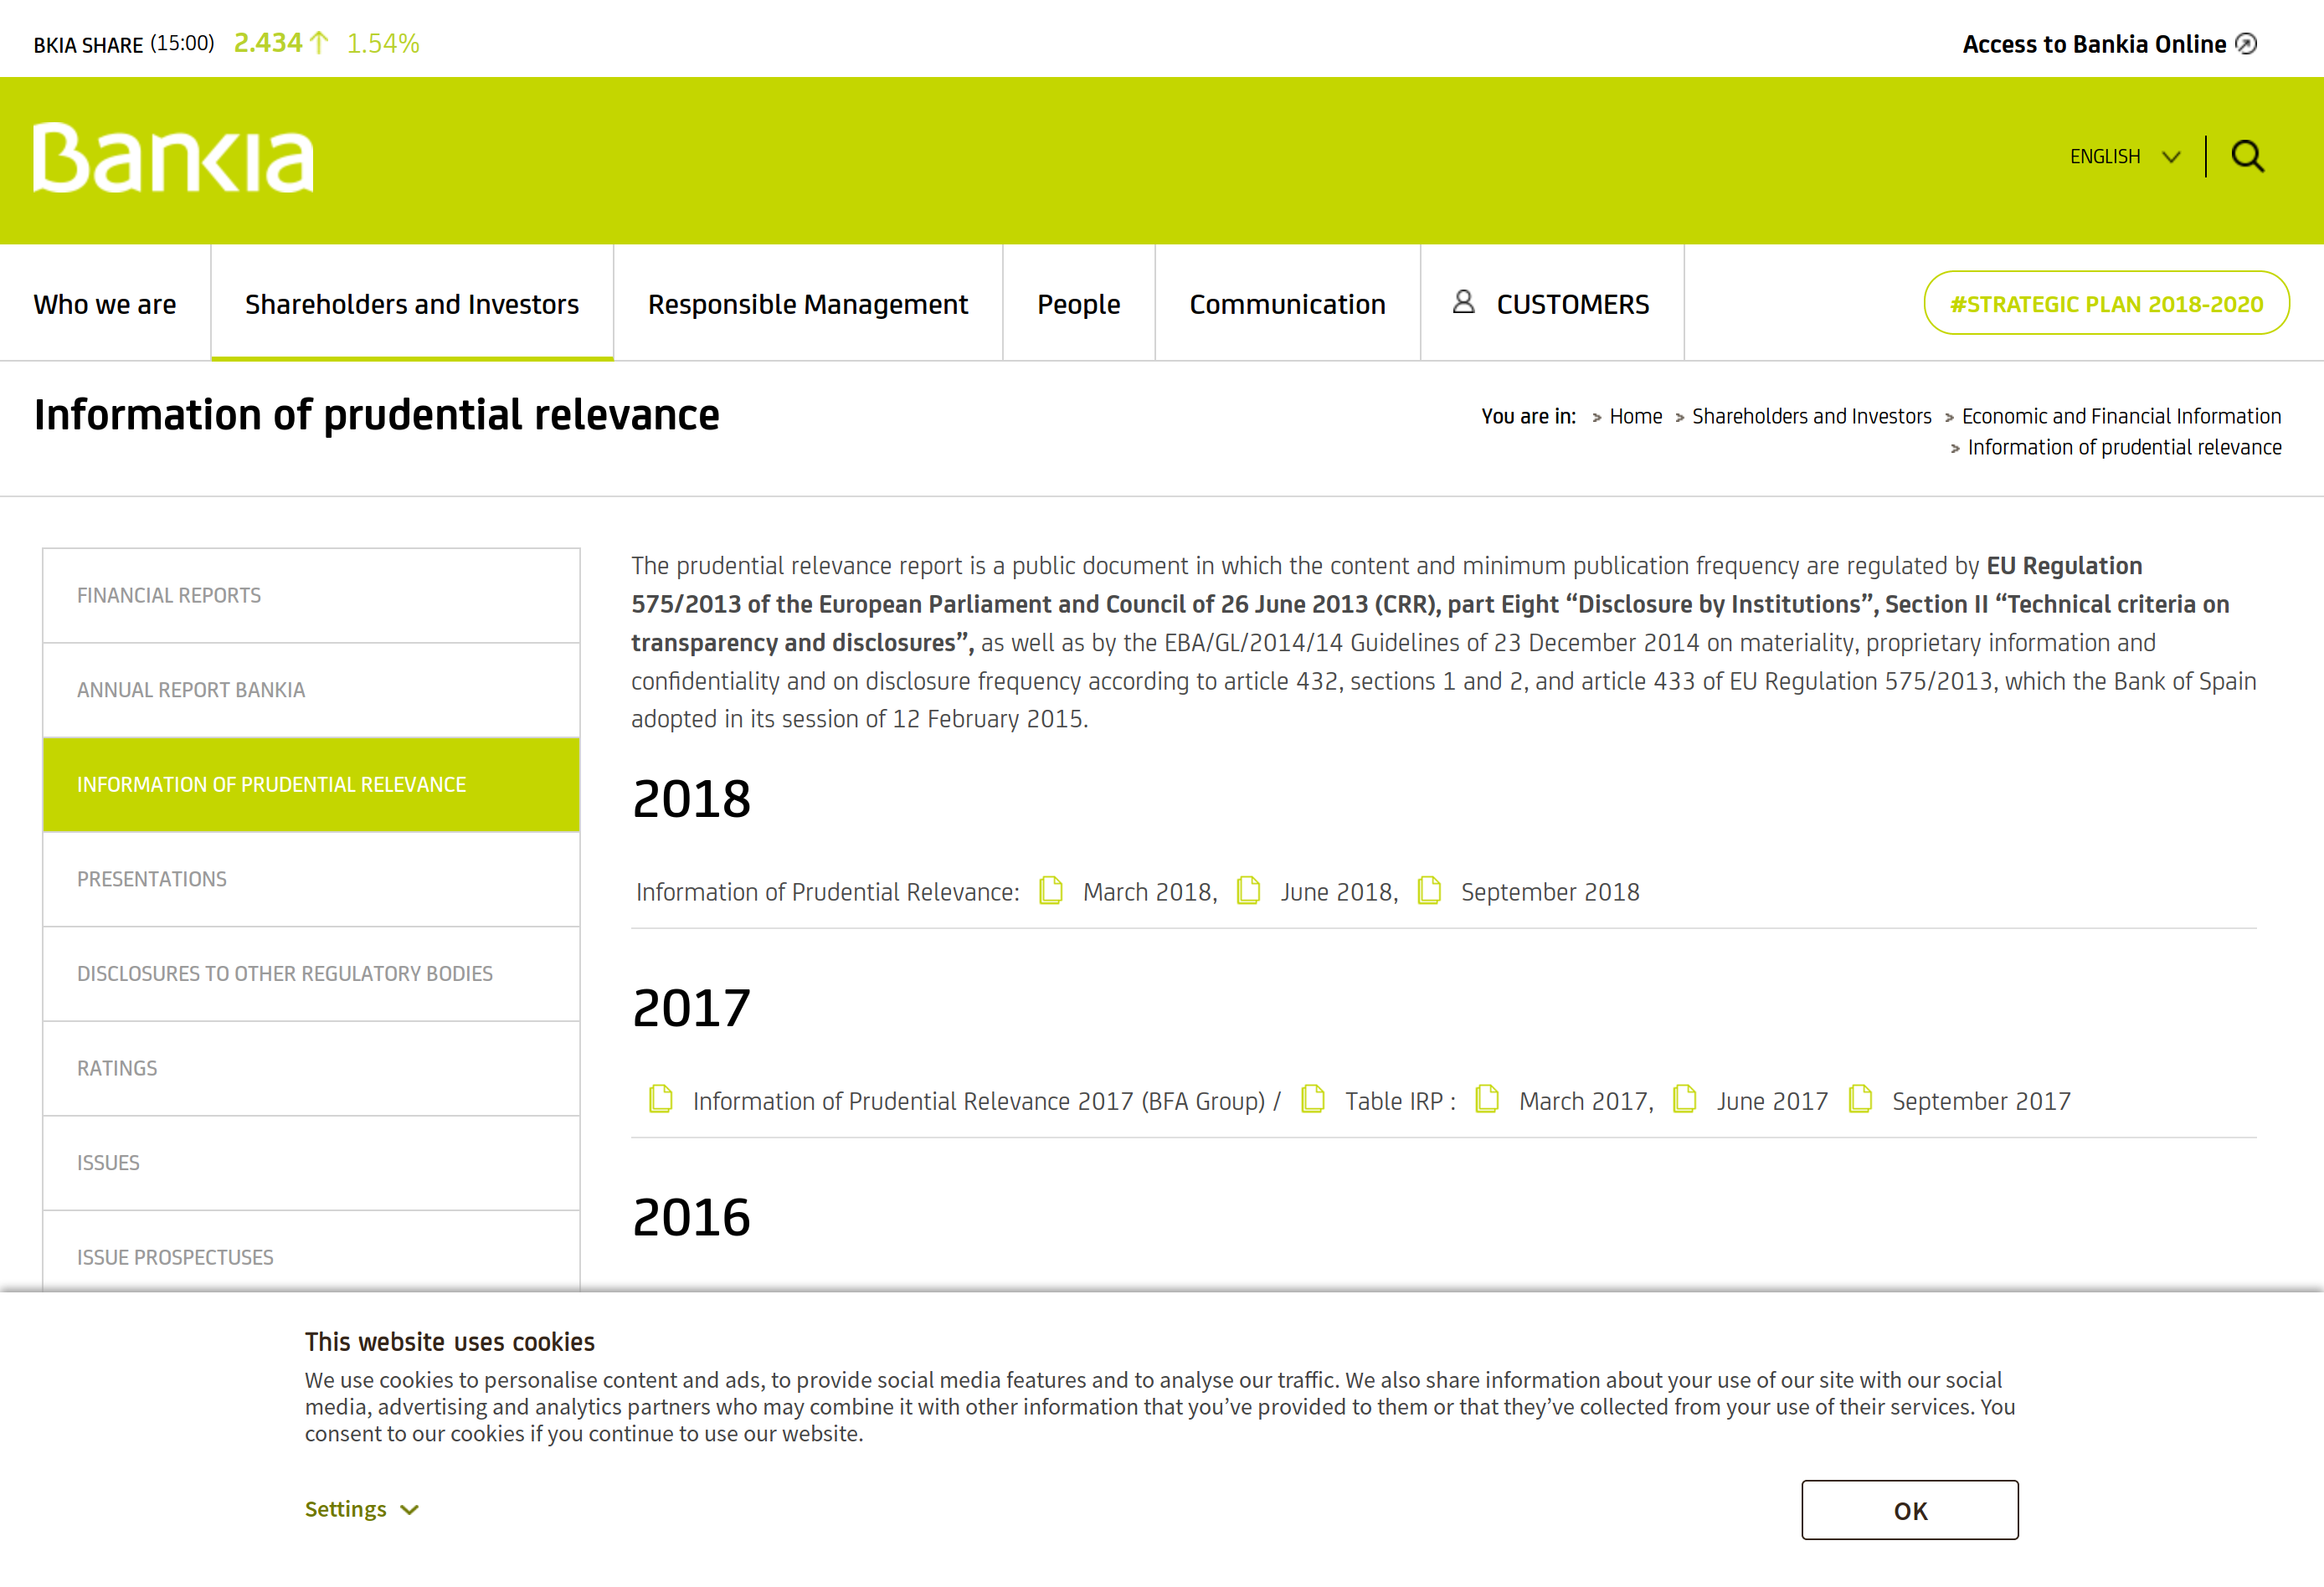 BKIA SHARE (15:00) 2.434 1.54%
Access to Bankia Online
Bankia
ENGLISH
Who we are
Shareholders and Investors
Responsible Management
People
Communication
CUSTOMERS
#STRATEGIC PLAN 2018-2020
Information of prudential relevance
You are in: > Home > Shareholders and Investors > Economic and Financial Information
> Information of prudential relevance
FINANCIAL REPORTS
ANNUAL REPORT BANKIA
INFORMATION OF PRUDENTIAL RELEVANCE
PRESENTATIONS
DISCLOSURES TO OTHER REGULATORY BODIES
RATINGS
ISSUES
ISSUE PROSPECTUSES
The prudential relevance report is a public document in which the content and minimum publication frequency are regulated by EU Regulation
575/2013 of the European Parliament and Council of 26 June 2013 (CRR), part Eight “Disclosure by Institutions”, Section II “Technical criteria on
transparency and disclosures”, as well as by the EBA/GL/2014/14 Guidelines of 23 December 2014 on materiality, proprietary information and
confidentiality and on disclosure frequency according to article 432, sections 1 and 2, and article 433 of EU Regulation 575/2013, which the Bank of Spain
adopted in its session of 12 February 2015.
2018
Information of Prudential Relevance: March 2018, June 2018, September 2018
2017
Information of Prudential Relevance 2017 (BFA Group) / Table IRP : March 2017, June 2017 September 2017
2016
This website uses cookies
We use cookies to personalise content and ads, to provide social media features and to analyse our traffic. We also share information about your use of our site with our social
media, advertising and analytics partners who may combine it with other information that you’ve provided to them or that they’ve collected from your use of their services. You
consent to our cookies if you continue to use our website.
Settings
OK